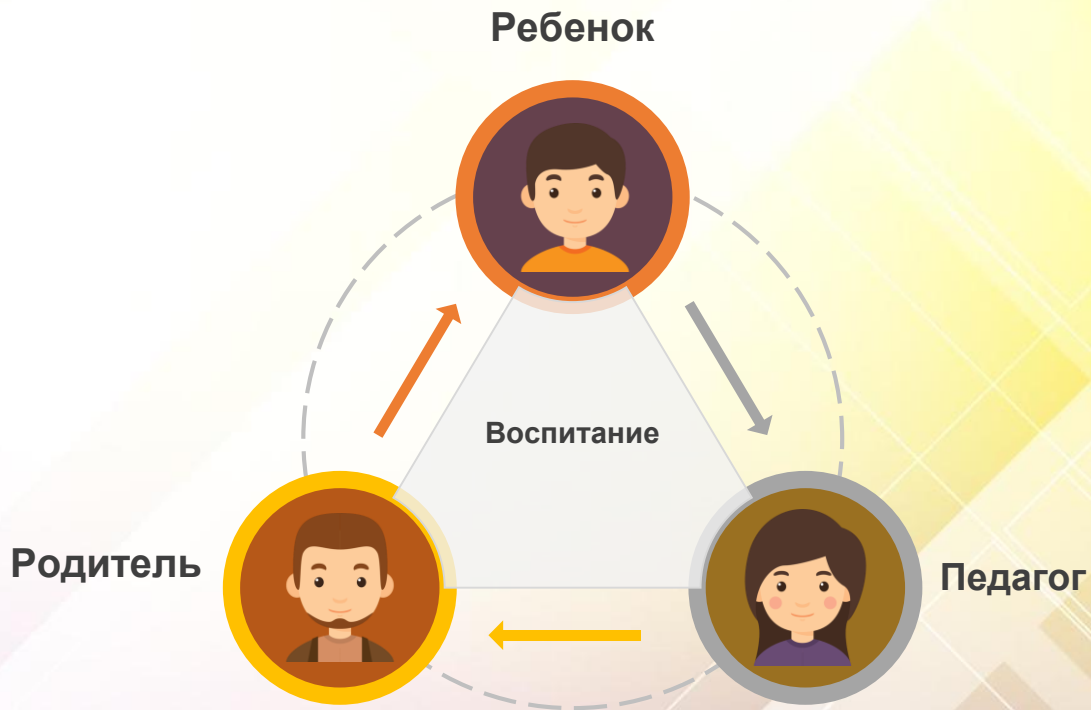 Ребенок
Воспитание
Родитель
Педагог